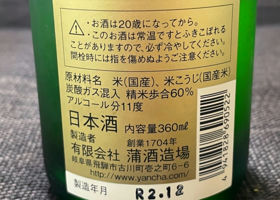 ・お酒は20歳になってから。
・このお酒は常温ですとふきこぼれる
ことがありますので、必ず冷やしてください。
開栓時には指を傷めぬようご注意ください。
原材料名 米(国産)、米こうじ(国産米)
炭酸ガス混入 精米歩合60%
アルコール分11度
日本酒 内容量360ml
製造者 創業1704年
有限会社 蒲酒造場
岐阜県飛騨市古川町壱之町6-6
http://www.yancha.com/
製造年月 R2.12
4 741828 690522